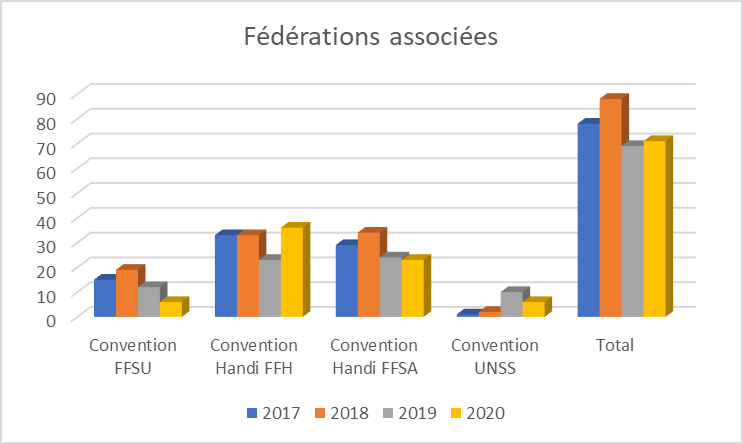 Fédérations associées
90
80
70
60
50
40
30
20
10
0
Convention FFSU
Convention Handi FFH
Convention Handi FFSA
Convention UNSS
Total
2017 2018 2019 2020